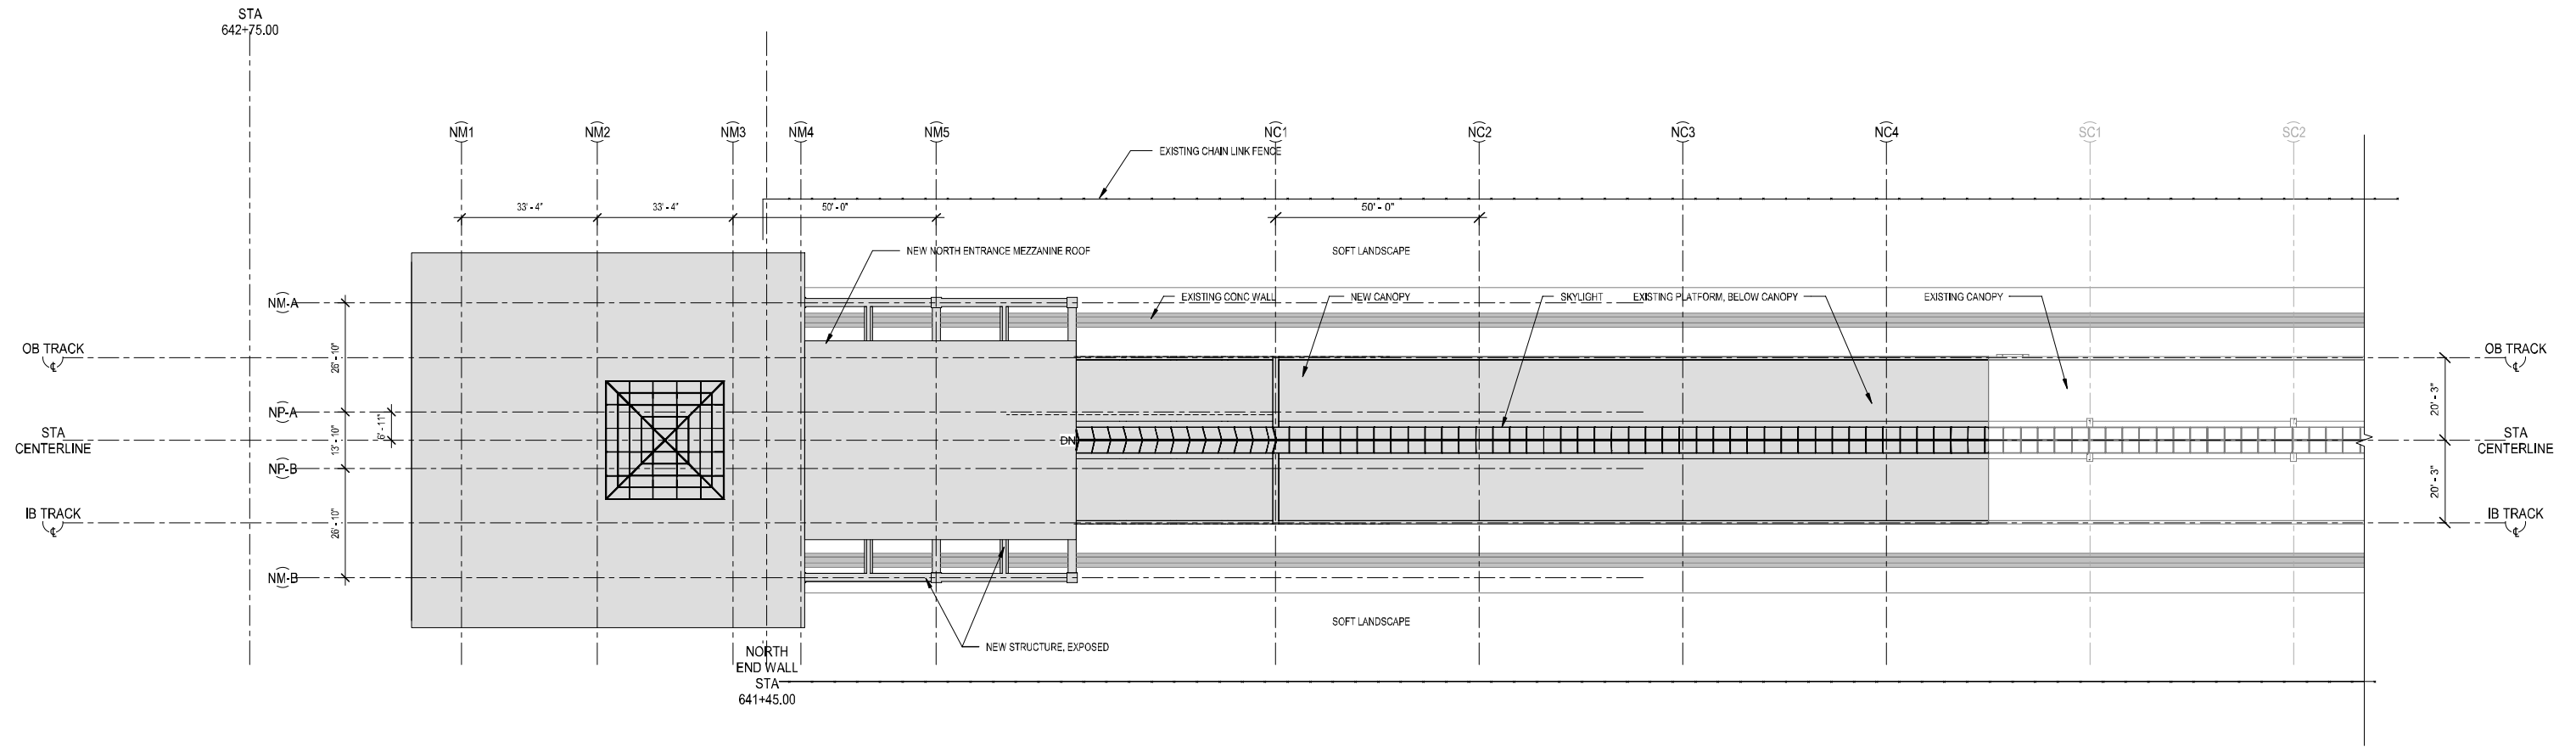 STA
642+75.00
NM1
NM2
NM3
NM4
NM5
NC1
NC2
NC3
NC4
SC1
SC2
EXISTING CHAIN LINK FENCE
33' - 4"
33' - 4"
50' - 0"
50' - 0"
NEW NORTH ENTRANCE MEZZANINE ROOF
SOFT LANDSCAPE
NM-A
EXISTING CONC WALL
NEW CANOPY
SKYLIGHT
EXISTING PLATFORM, BELOW CANOPY
EXISTING CANOPY
OB TRACK
OB TRACK
26' - 10"
20' - 3"
NP-A
6' - 11"
STA
CENTERLINE
13' - 10"
DN
STA
CENTERLINE
NP-B
20' - 3"
IB TRACK
IB TRACK
26' - 10"
NM-B
SOFT LANDSCAPE
NEW STRUCTURE, EXPOSED
NORTH
END WALL
STA
641+45.00